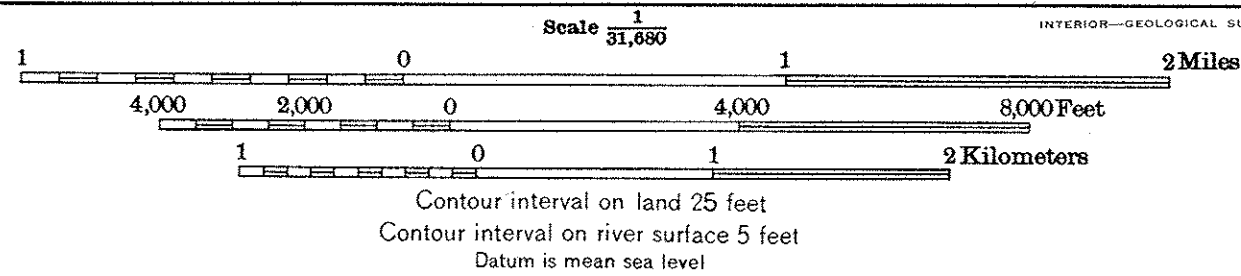 Scale 1/31,680
INTERIOR—GEOLOGICAL
1 0 1 2 Miles
4,000 2,000 0 4,000 8,000 Feet
1 0 1 2 Kilometers
Contour interval on land 25 feet
Contour interval on river surface 5 feet
Datum is mean sea level